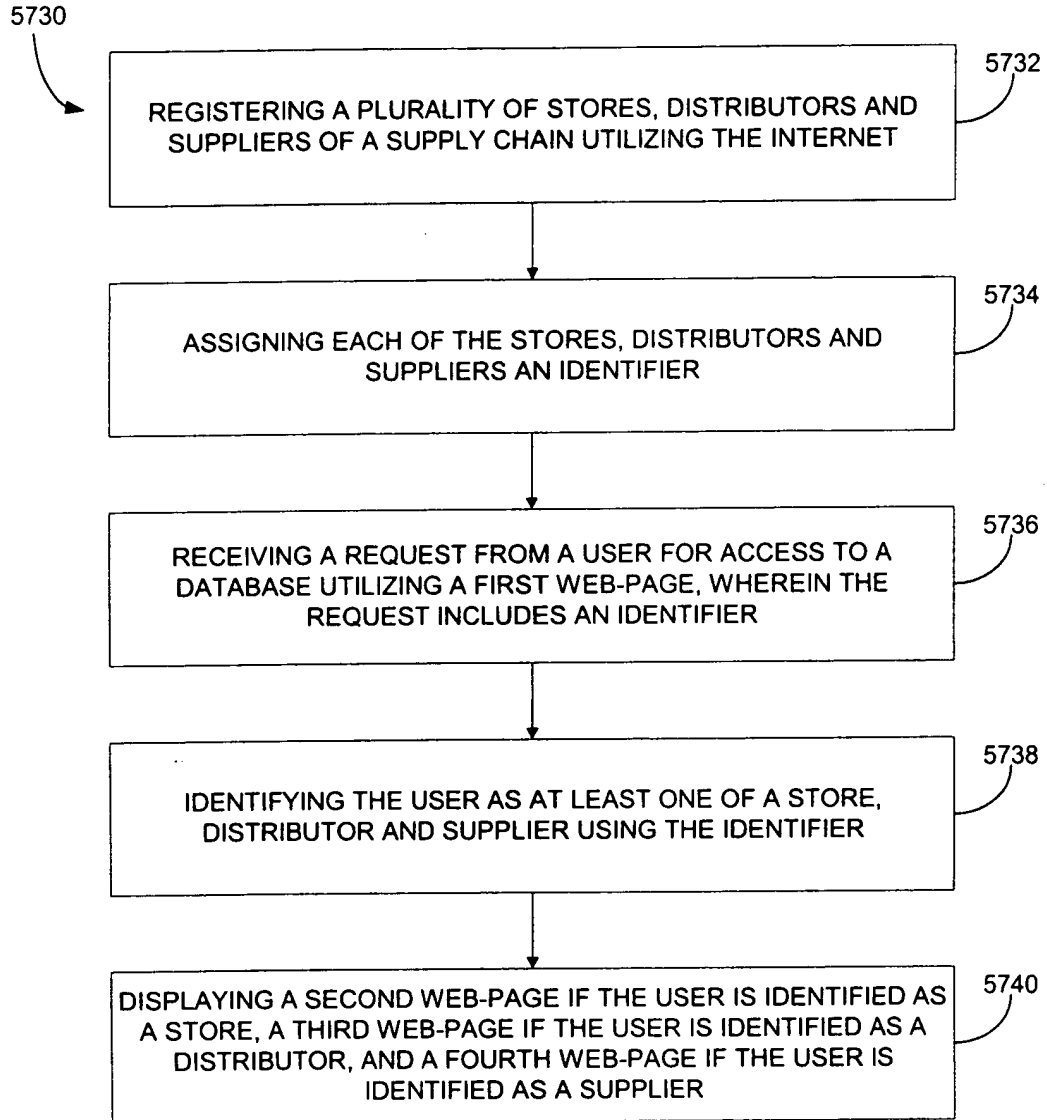 5730
5732
REGISTERING A PLURALITY OF STORES, DISTRIBUTORS AND
SUPPLIERS OF A SUPPLY CHAIN UTILIZING THE INTERNET
5734
ASSIGNING EACH OF THE STORES, DISTRIBUTORS AND
SUPPLIERS AN IDENTIFIER
5736
RECEIVING A REQUEST FROM A USER FOR ACCESS TO A
DATABASE UTILIZING A FIRST WEB-PAGE, WHEREIN THE
REQUEST INCLUDES AN IDENTIFIER
5738
IDENTIFYING THE USER AS AT LEAST ONE OF A STORE,
DISTRIBUTOR AND SUPPLIER USING THE IDENTIFIER
5740
DISPLAYING A SECOND WEB-PAGE IF THE USER IS IDENTIFIED AS
A STORE, A THIRD WEB-PAGE IF THE USER IS IDENTIFIED AS A
DISTRIBUTOR, AND A FOURTH WEB-PAGE IF THE USER IS
IDENTIFIED AS A SUPPLIER